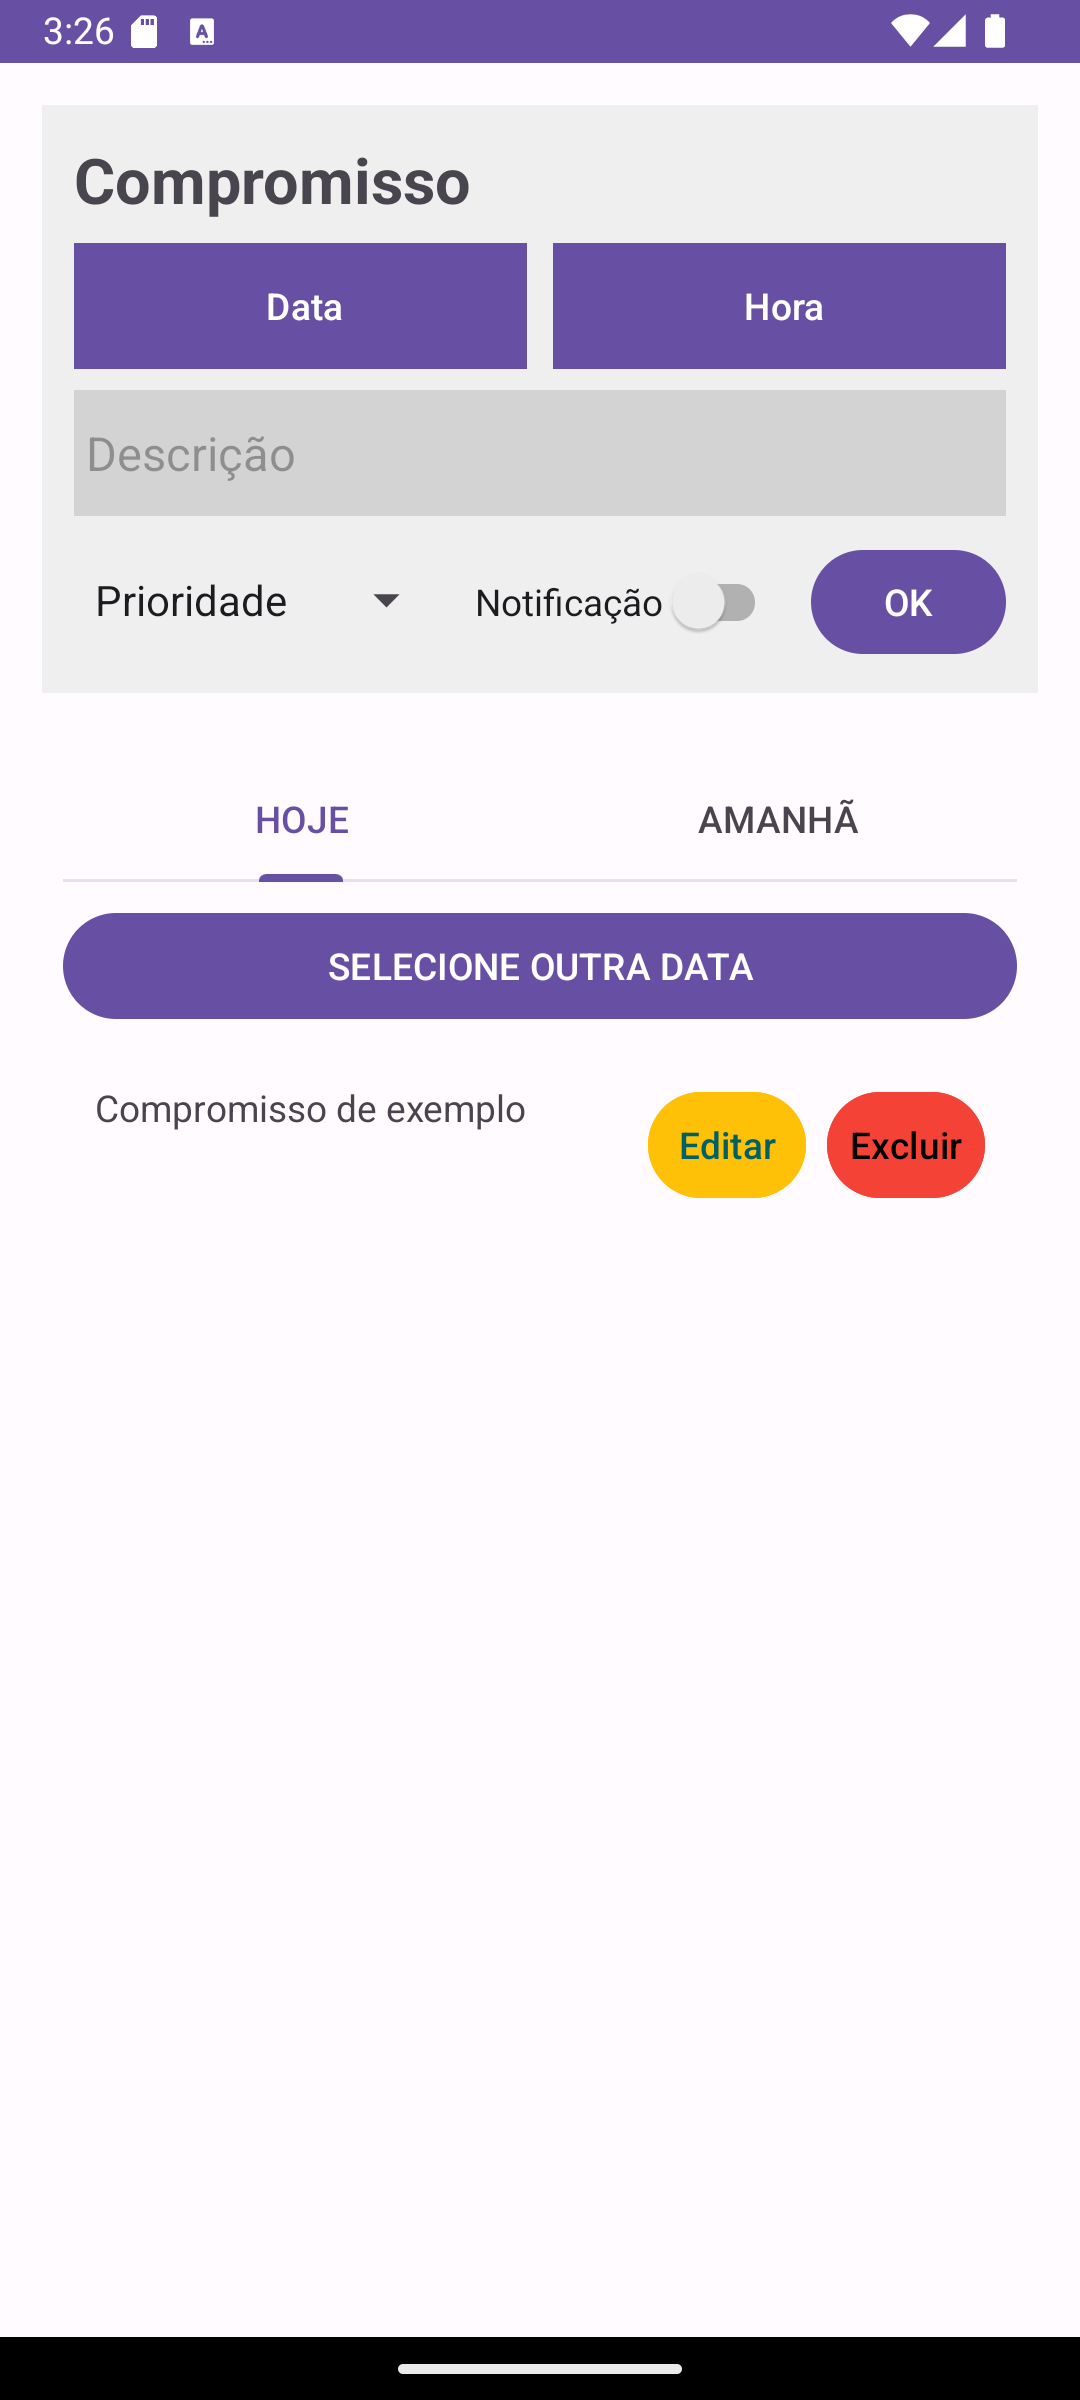 3:26
Compromisso
Data Hora
Descrição
Prioridade Notificação OK
HOJE AMANHÃ
SELECIONE OUTRA DATA
Compromisso de exemplo Editar Excluir